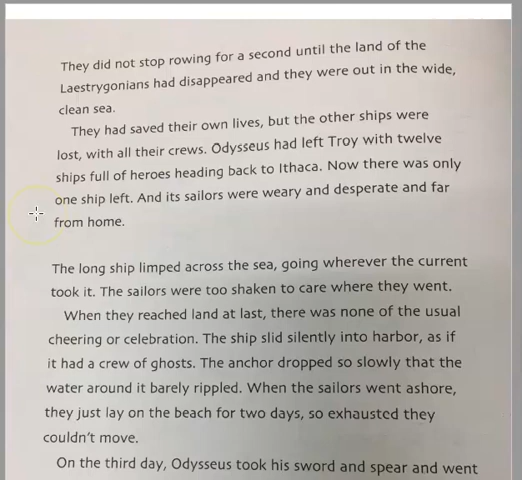 They did not stop rowing for a second until the land of the
Laestrygonians had disappeared and they were out in the wide,
clean sea.
They had saved their own lives, but the other ships were
lost, with all their crews. Odysseus had left Troy with twelve
ships full of heroes heading back to Ithaca. Now there was only
one ship left. And its sailors were weary and desperate and far
from home.
The long ship limped across the sea, going wherever the current
took it. The sailors were too shaken to care where they went.
When they reached land at last, there was none of the usual
cheering or celebration. The ship slid silently into harbor, as if
it had a crew of ghosts. The anchor dropped so slowly that the
water around it barely rippled. When the sailors went ashore,
they just lay on the beach for two days, so exhausted they
couldn't move.
On the third day, Odysseus took his sword and spear and went